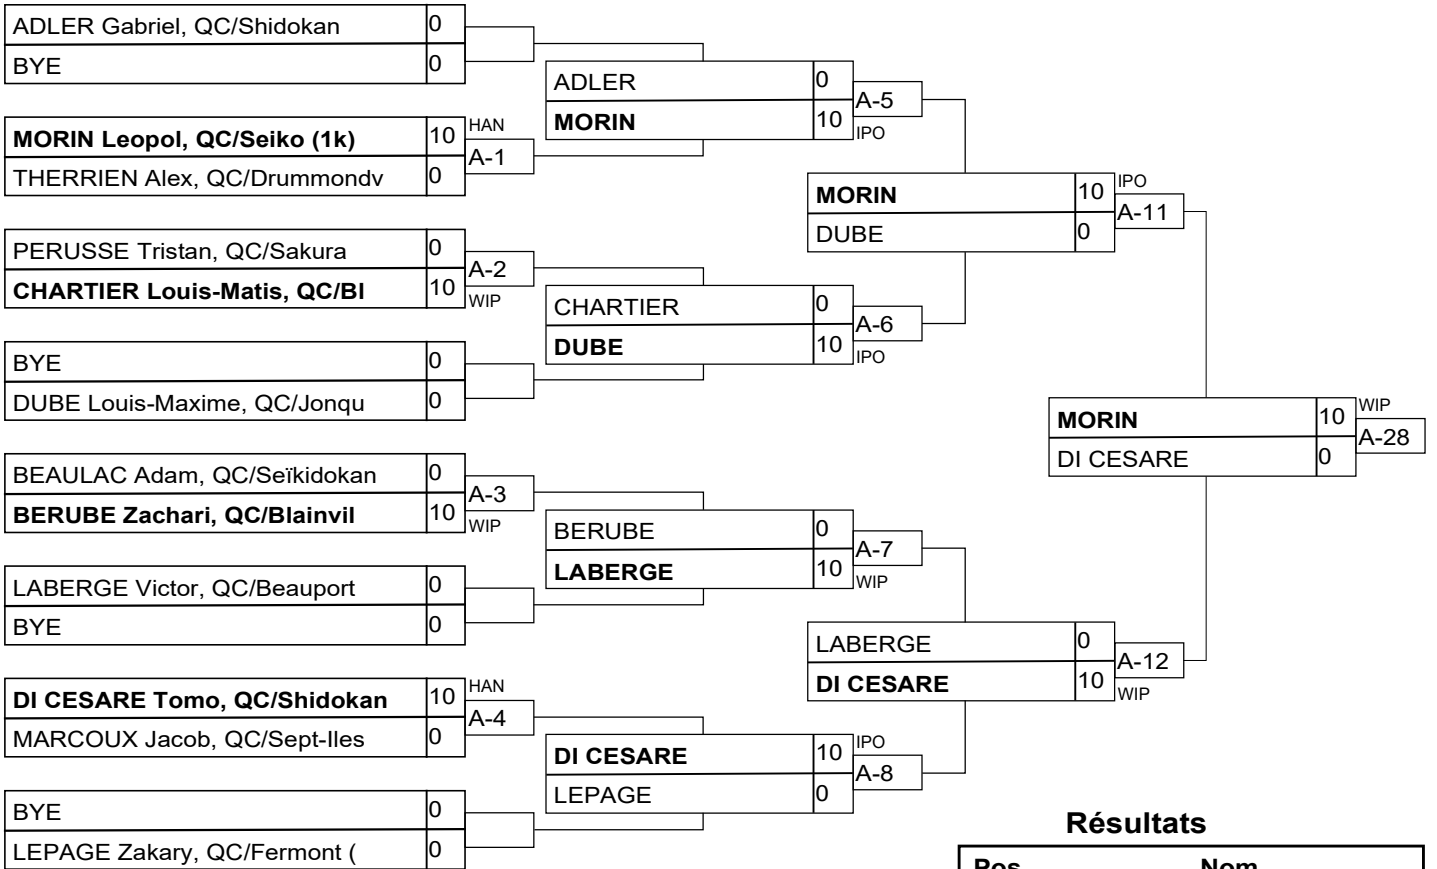 ADLER Gabriel, QC/Shidokan 0
BYE 0
MORIN Leopol, QC/Seiko (1k) 10 HAN
A-1
THERRIEN Alex, QC/Drummondv 0
PERUSSE Tristan, QC/Sakura 0
A-2
CHARTIER Louis-Matis, QC/Bl 10 WIP
BYE 0
DUBE Louis-Maxime, QC/Jonqu 0
BEAULAC Adam, QC/Seïkidokan 0
A-3
BERUBE Zachari, QC/Blainvil 10 WIP
LABERGE Victor, QC/Beauport 0
BYE 0
DI CESARE Tomo, QC/Shidokan 10 HAN
A-4
MARCOUX Jacob, QC/Sept-Iles 0
BYE 0
LEPAGE Zakary, QC/Fermont ( 0
ADLER 0
A-5
MORIN 10 IPO
CHARTIER 0
A-6
DUBE 10 IPO
BERUBE 0
A-7
LABERGE 10 WIP
DI CESARE 10 IPO
A-8
LEPAGE 0
MORIN 10 IPO
A-11
DUBE 0
LABERGE 0
A-12
DI CESARE 10 WIP
MORIN 10 WIP
A-28
DI CESARE 0
Résultats
Pos Nom